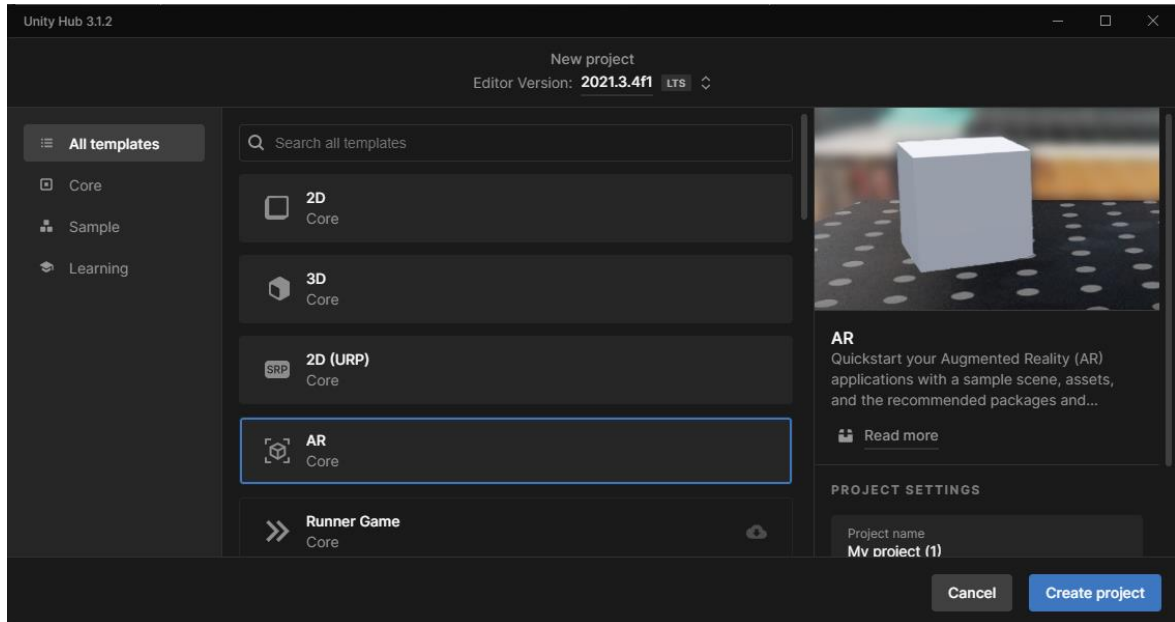 Unity Hub 3.1.2
New project
Editor Version: 2021.3.4f1 LTS
All templates
Core
Sample
Learning
Search all templates
2D
Core
3D
Core
SRP
2D (URP)
Core
AR
Core
Runner Game
Core
AR
Quickstart your Augmented Reality (AR)
applications with a sample scene, assets,
and the recommended packages and...
Read more
PROJECT SETTINGS
Project name
My project (1)
Cancel
Create project